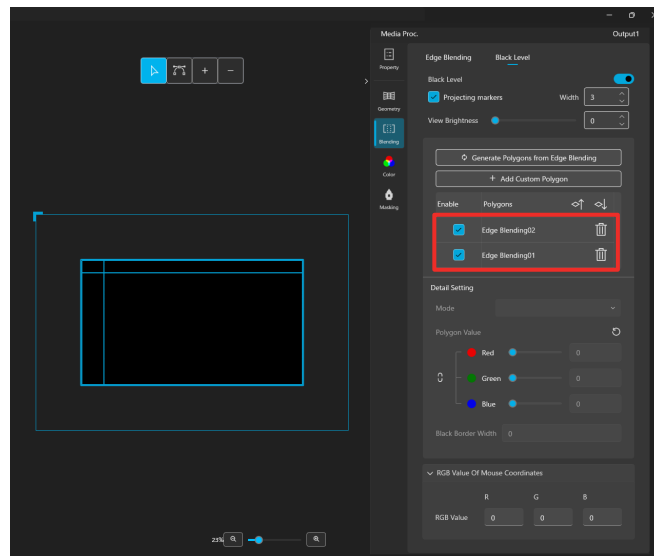 Media Proc. Output1
Property
Edge Blending Black Level
Black Level
Projecting markers Width 3
Geometry
View Brightness 0
Blending
Generate Polygons from Edge Blending
Color
+ Add Custom Polygon
Masking
Enable Polygons
Edge Blending02
Edge Blending01
Detail Setting
Mode
Polygon Value
Red 0
Green 0
Blue 0
Black Border Width 0
RGB Value Of Mouse Coordinates
R G B
RGB Value 0 0 0
23%